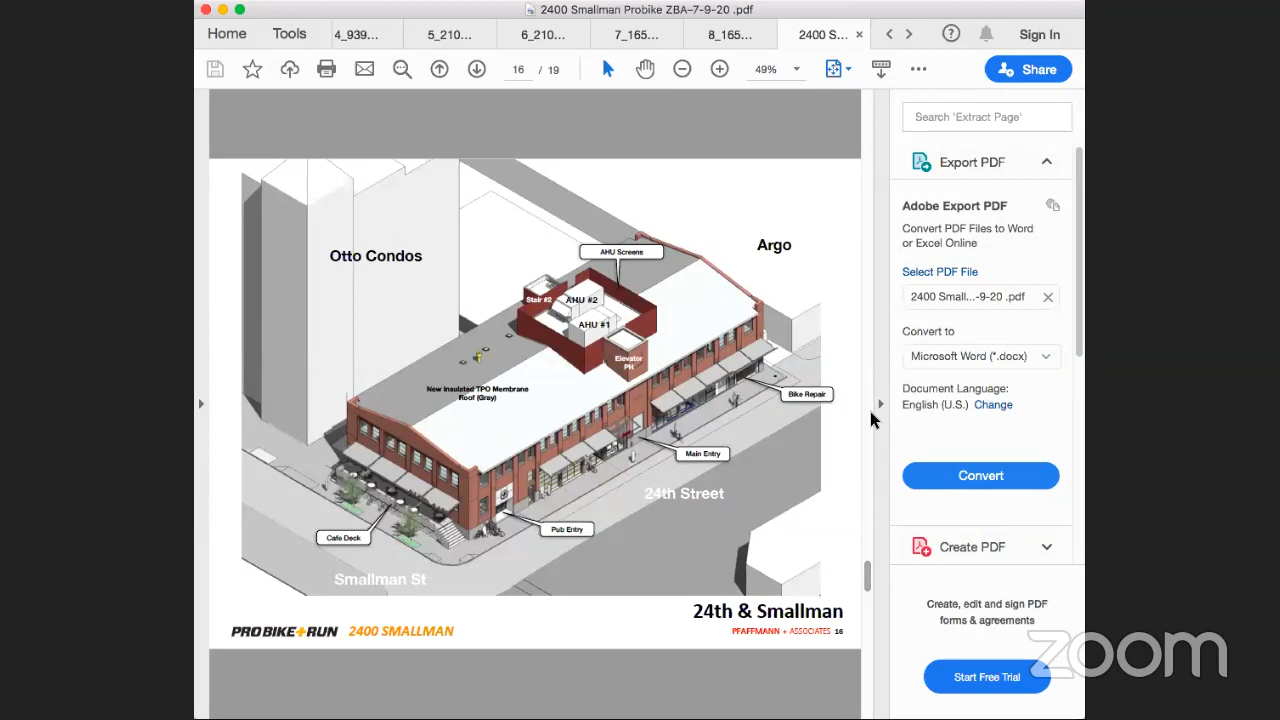 2400 Smallman Probike ZBA–7-9-20 .pdf
Home Tools 4_939... 5_210... 6_210... 7_165... 8_165... 2400 S... × Sign In
16 / 19 49% Share
Search 'Extract Page'
Export PDF
Adobe Export PDF
Convert PDF Files to Word
or Excel Online
Select PDF File
2400 Small...-9-20 .pdf
Convert to
Microsoft Word (*.docx)
Document Language:
English (U.S.) Change
Convert
Create PDF
Create, edit and sign PDF
forms & agreements
Start Free Trial
Otto Condos
Argo
AHU Screens
Stair #2
AHU #2
AHU #1
Elevator
PH
New Insulated TPO Membrane
Roof (Gray)
Bike Repair
Main Entry
24th Street
Pub Entry
Cafe Deck
Smallman St
24th & Smallman
PRO BIKE+RUN 2400 SMALLMAN
PFAFFMANN + ASSOCIATES 16
zoom